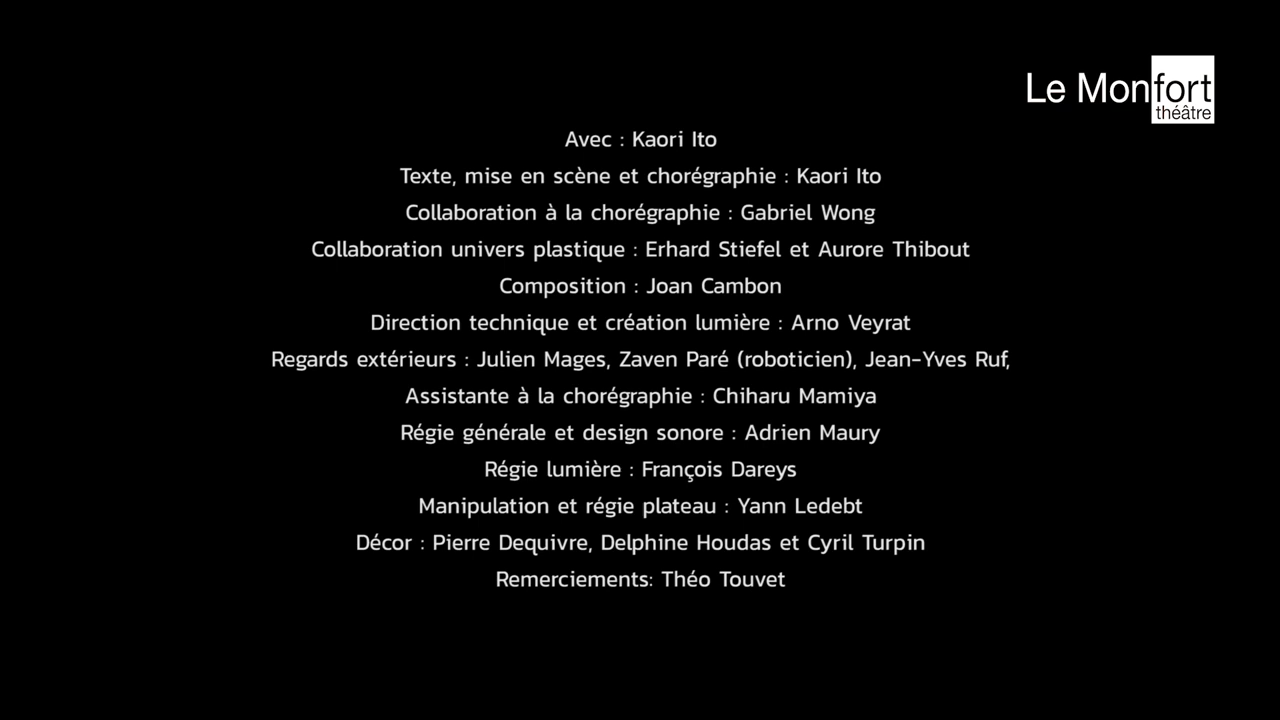 Le Monfort
théâtre
Avec : Kaori Ito
Texte, mise en scène et chorégraphie : Kaori Ito
Collaboration à la chorégraphie : Gabriel Wong
Collaboration univers plastique : Erhard Stiefel et Aurore Thibout
Composition : Joan Cambon
Direction technique et création lumière : Arno Veyrat
Regards extérieurs : Julien Mages, Zaven Paré (roboticien), Jean-Yves Ruf,
Assistante à la chorégraphie : Chiharu Mamiya
Régie générale et design sonore : Adrien Maury
Régie lumière : François Dareys
Manipulation et régie plateau : Yann Ledebt
Décor : Pierre Dequivre, Delphine Houdas et Cyril Turpin
Remerciements: Théo Touvet